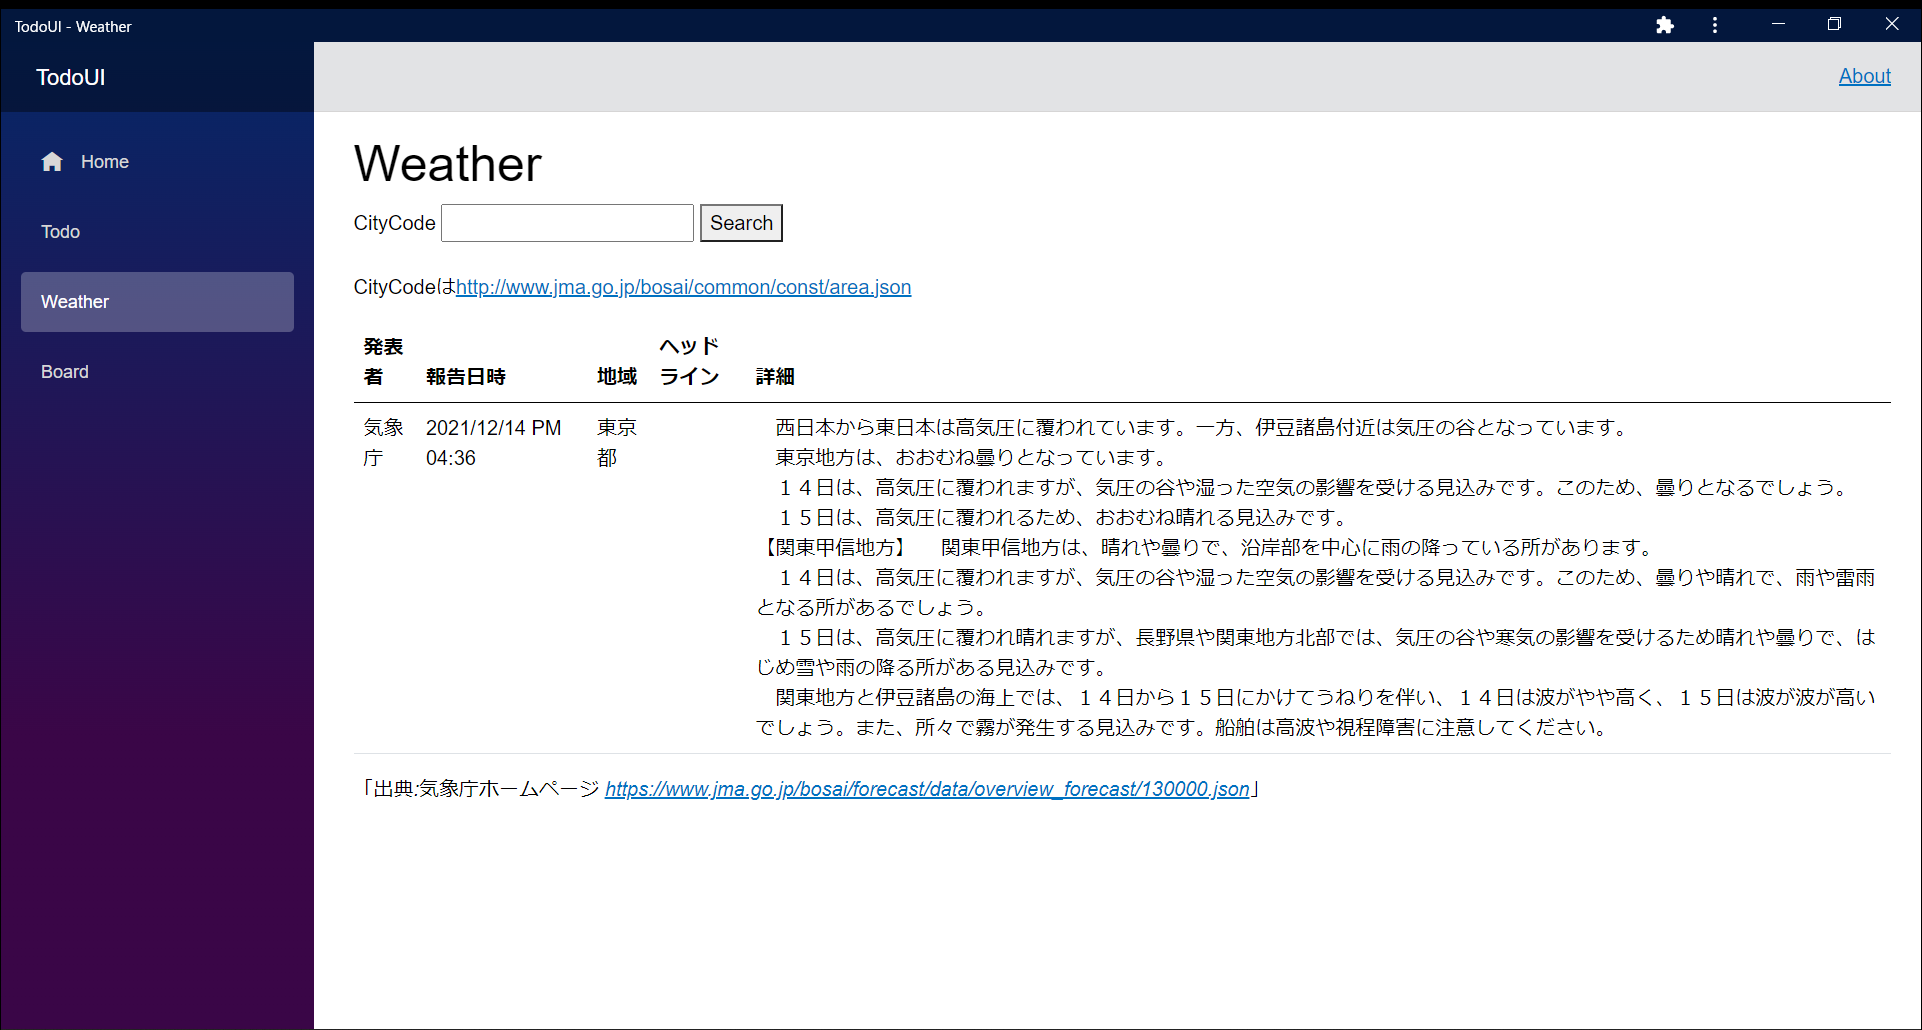 TodoUI - Weather
TodoUI
About
Home
Todo
Weather
Board
Weather
CityCode
Search
CityCodeはhttp://www.jma.go.jp/bosai/common/const/area.json
発表者
報告日時
地域
ヘッドライン
詳細
気象庁
2021/12/14 PM 04:36
東京都
　西日本から東日本は高気圧に覆われています。一方、伊豆諸島付近は気圧の谷となっています。
　東京地方は、おおむね曇りとなっています。
　１４日は、高気圧に覆われますが、気圧の谷や湿った空気の影響を受ける見込みです。このため、曇りとなるでしょう。
　１５日は、高気圧に覆われるため、おおむね晴れる見込みです。
【関東甲信地方】　関東甲信地方は、晴れや曇りで、沿岸部を中心に雨の降っている所があります。
　１４日は、高気圧に覆われますが、気圧の谷や湿った空気の影響を受ける見込みです。このため、曇りや晴れで、雨や雷雨
となる所があるでしょう。
　１５日は、高気圧に覆われ晴れますが、長野県や関東地方北部では、気圧の谷や寒気の影響を受けるため晴れや曇りで、は
じめ雪や雨の降る所がある見込みです。
　関東地方と伊豆諸島の海上では、１４日から１５日にかけてうねりを伴い、１４日は波がやや高く、１５日は波が波が高い
でしょう。また、所々で霧が発生する見込みです。船舶は高波や視程障害に注意してください。
「出典:気象庁ホームページ https://www.jma.go.jp/bosai/forecast/data/overview_forecast/130000.json」